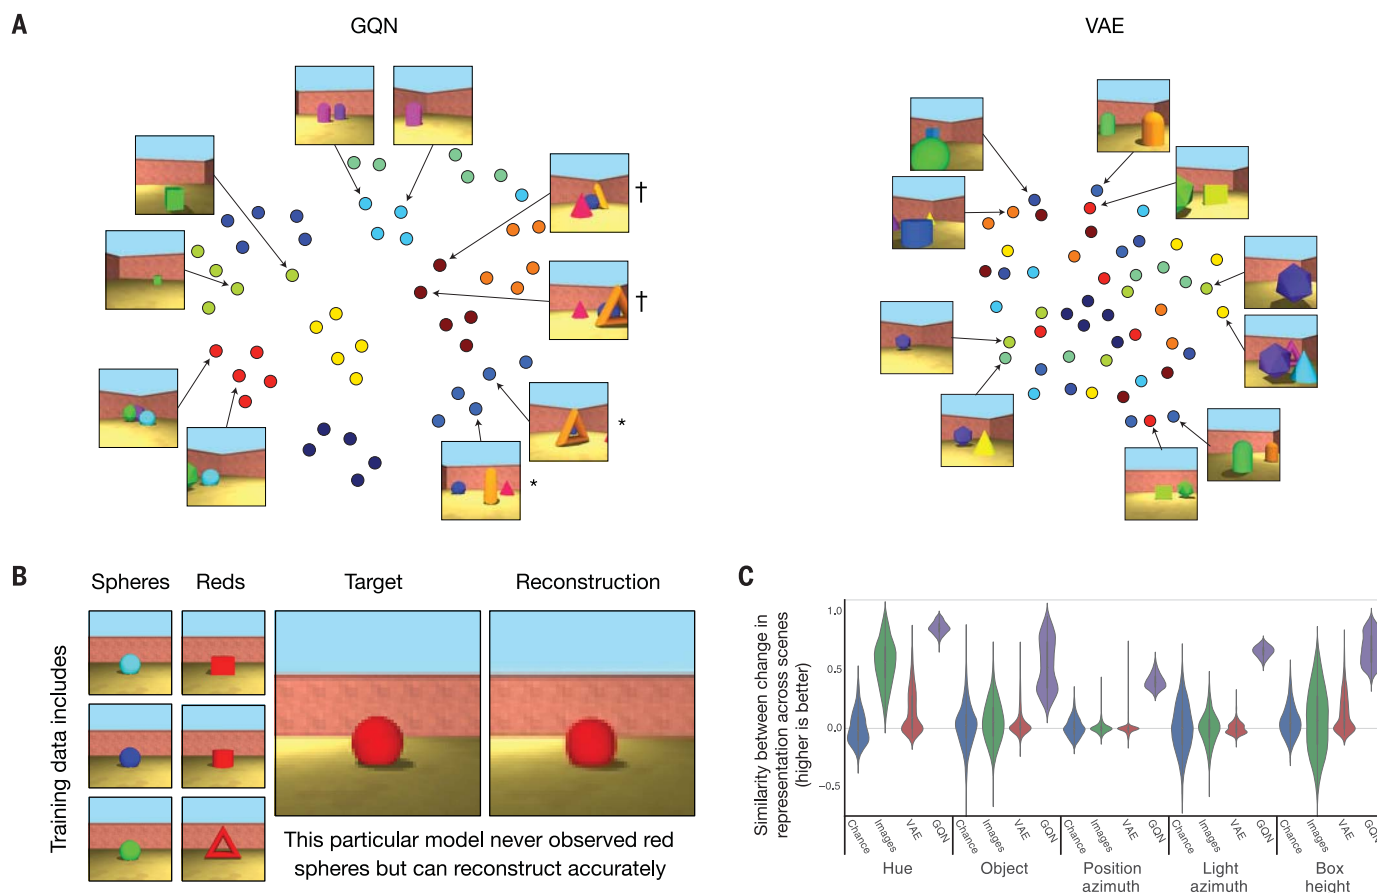 A
GQN
VAE
†
†
*
*
B
Spheres
Reds
Target
Reconstruction
Training data includes
This particular model never observed red
spheres but can reconstruct accurately
C
Similarity between change in
representation across scenes
(higher is better)
1.0
0.5
0.0
−0.5
Chance
Images
VAE
GQN
Chance
Images
VAE
GQN
Chance
Images
VAE
GQN
Chance
Images
VAE
GQN
Chance
Images
VAE
GQN
Hue
Object
Position
azimuth
Light
azimuth
Box
height